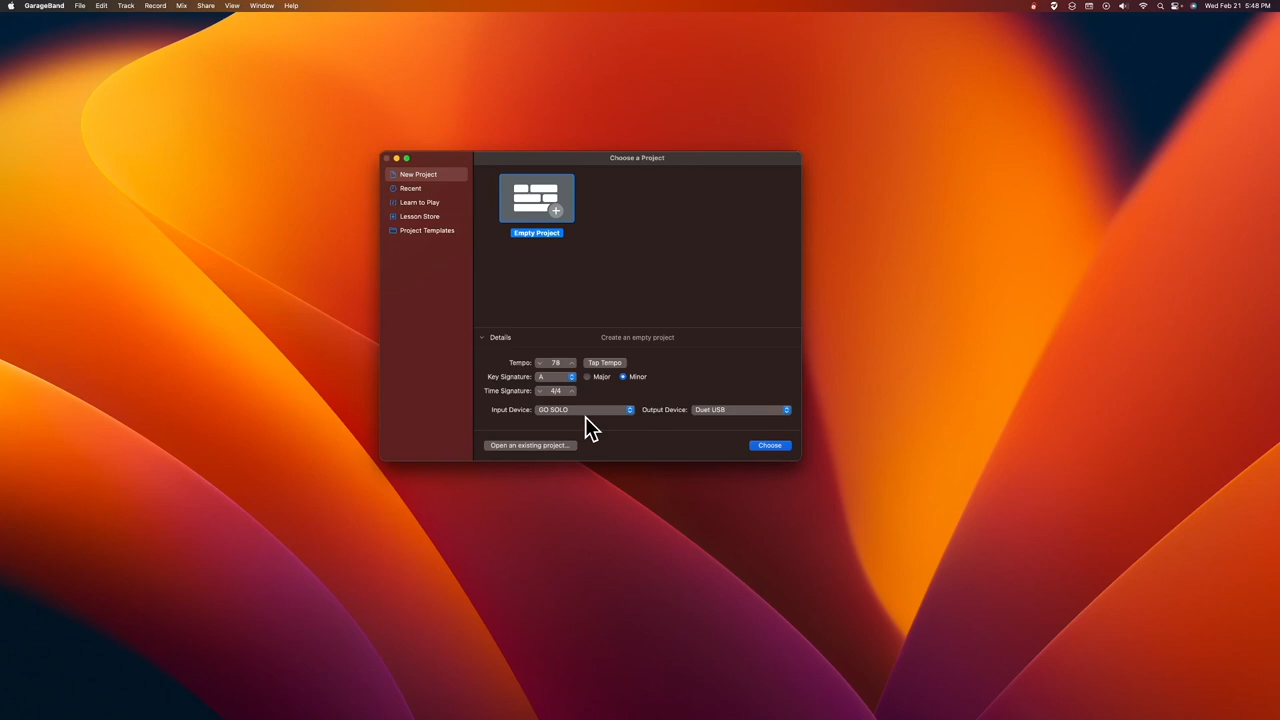 GarageBand File Edit Track Record Mix Share View Window Help Wed Feb 21 5:48 PM
Choose a Project
New Project
Recent
Learn to Play
Lesson Store
Project Templates
Empty Project
Details Create an empty project
Tempo: 78 Tap Tempo
Key Signature: A Major Minor
Time Signature: 4/4
Input Device: GO SOLO Output Device: Duet USB
Open an existing project... Choose